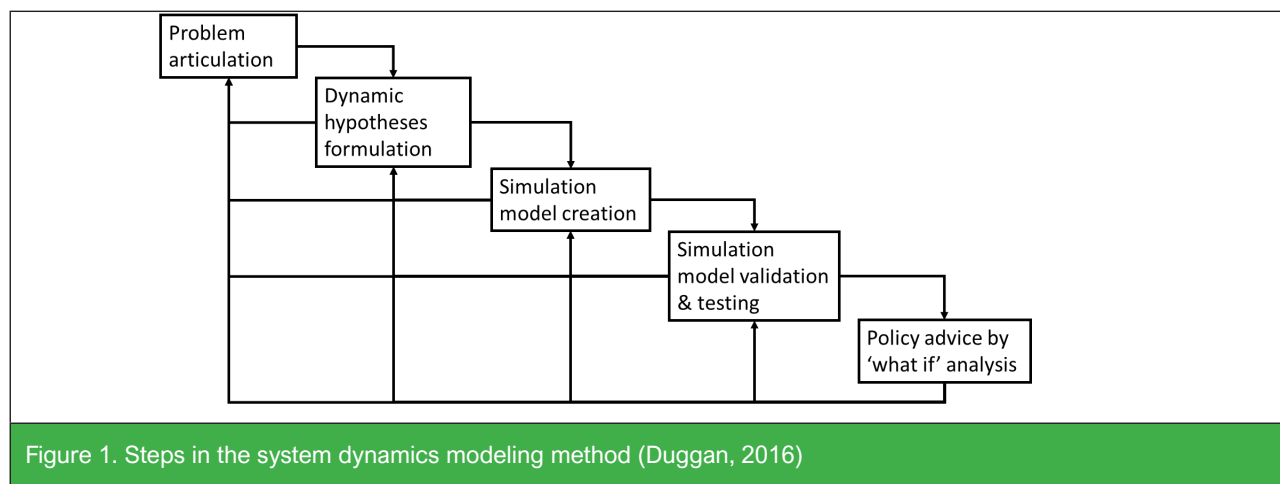 Problem
articulation
Dynamic
hypotheses
formulation
Simulation
model creation
Simulation
model validation
& testing
Policy advice by
‘what if’ analysis
Figure 1. Steps in the system dynamics modeling method (Duggan, 2016)